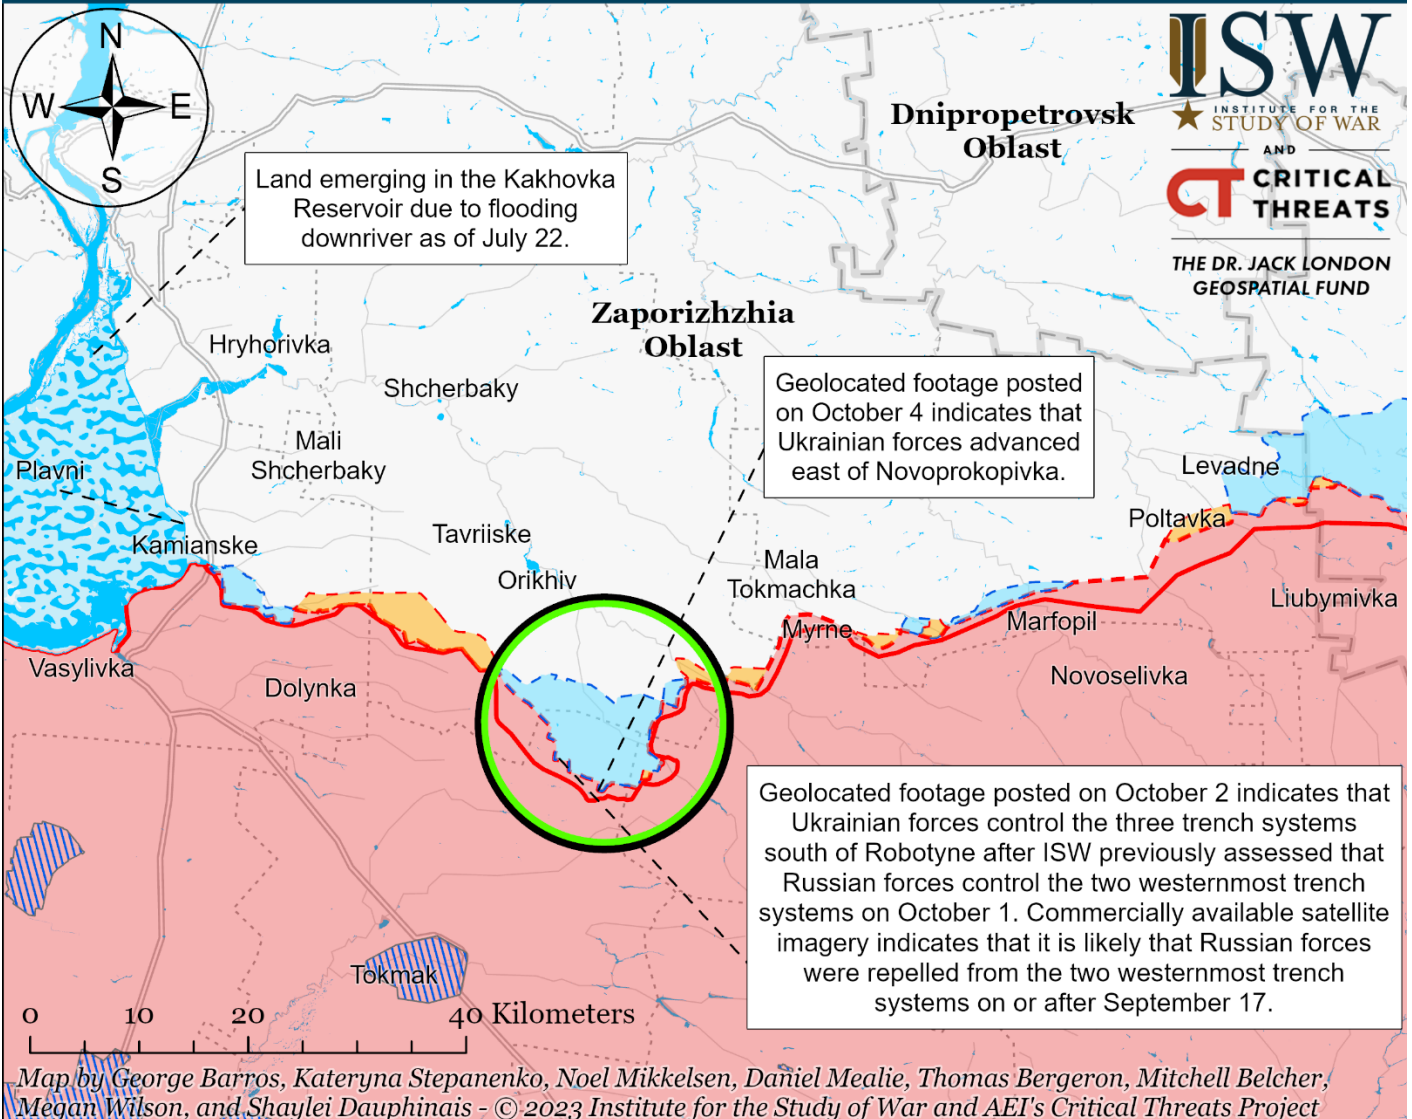 N
W
E
S
ISW
INSTITUTE FOR THE
STUDY OF WAR
AND
CT CRITICAL
THREATS
THE DR. JACK LONDON
GEOSPATIAL FUND
Dnipropetrovsk
Oblast
Land emerging in the Kakhovka
Reservoir due to flooding
downriver as of July 22.
Zaporizhzhia
Oblast
Hryhorivka
Shcherbaky
Geolocated footage posted
on October 4 indicates that
Ukrainian forces advanced
east of Novoprokopivka.
Mali
Shcherbaky
Plavni
Levadne
Poltavka
Tavriiske
Kamianske
Orikhiv
Mala
Tokmachka
Liubymivka
Myrne
Marfopil
Vasylivka
Dolynka
Novoselivka
Geolocated footage posted on October 2 indicates that
Ukrainian forces control the three trench systems
south of Robotyne after ISW previously assessed that
Russian forces control the two westernmost trench
systems on October 1. Commercially available satellite
imagery indicates that it is likely that Russian forces
were repelled from the two westernmost trench
systems on or after September 17.
Tokmak
0 10 20 40 Kilometers
Map by George Barros, Kateryna Stepanenko, Noel Mikkelsen, Daniel Mealie, Thomas Bergeron, Mitchell Belcher,
Megan Wilson, and Shaylei Dauphinais - © 2023 Institute for the Study of War and AEI's Critical Threats Project